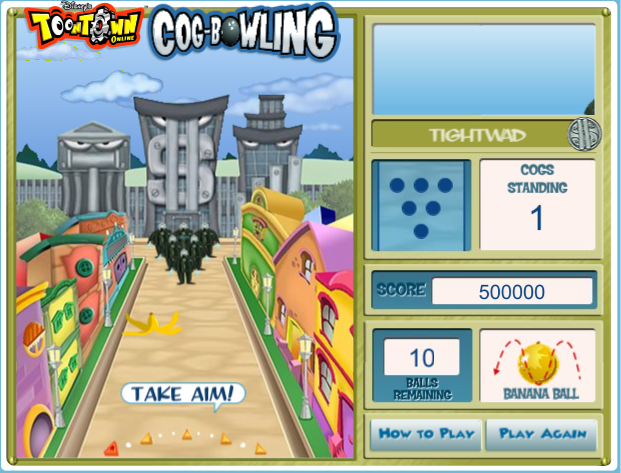 Disney's
TOONTOWN
ONLINE
COG-BOWLING
TIGHTWAD
COGS
STANDING
1
SCORE 500000
10
BALLS
REMAINING
BANANA BALL
TAKE AIM!
HOW TO PLAY
PLAY AGAIN